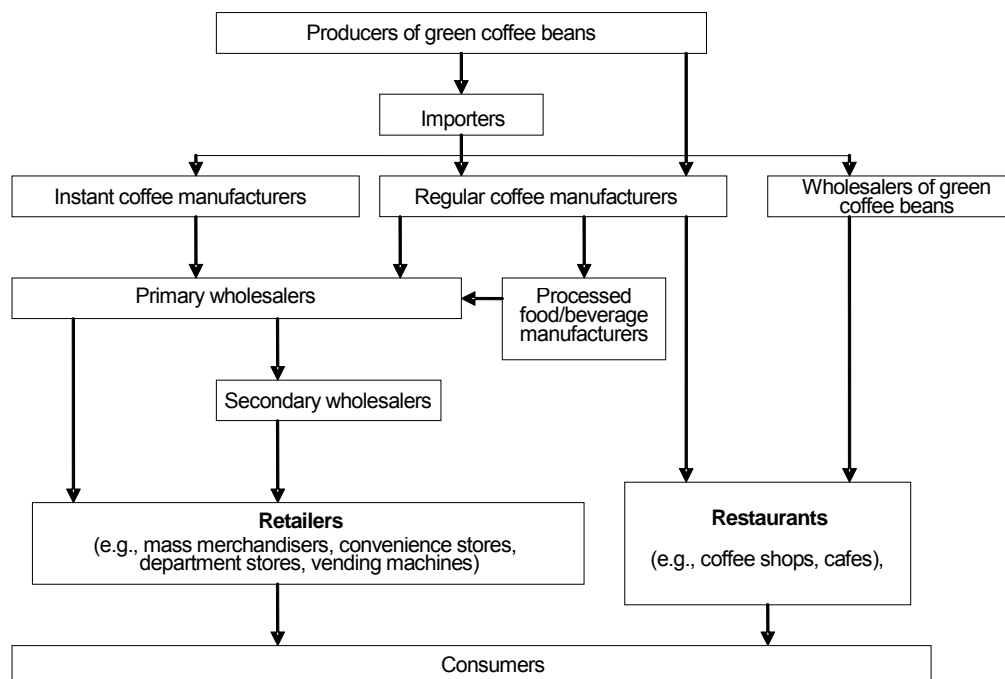 Producers of green coffee beans
Importers
Instant coffee manufacturers
Regular coffee manufacturers
Wholesalers of green
coffee beans
Primary wholesalers
Processed
food/beverage
manufacturers
Secondary wholesalers
Retailers
(e.g., mass merchandisers, convenience stores,
department stores, vending machines)
Restaurants
(e.g., coffee shops, cafes),
Consumers